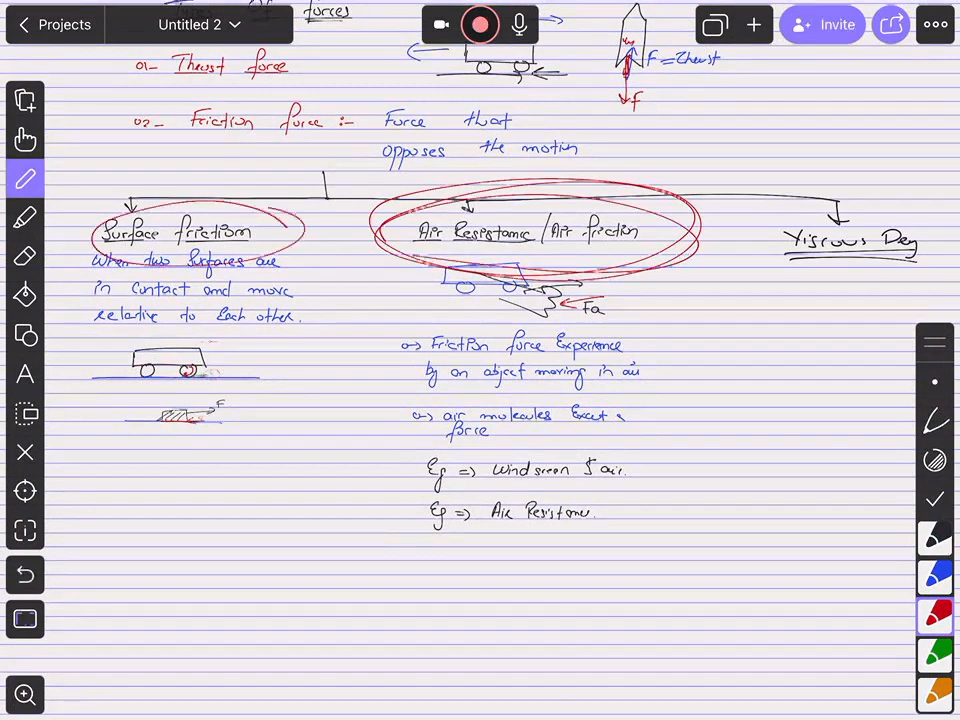 Projects
Untitled 2
Invite
Types of forces
01- Thrust force
F = Thrust
F
02- Friction force :- Force that
opposes the motion
Surface friction
Air Resistance / Air friction
Viscous Drag
When two Surfaces are
in contact and move
relative to Each other.
Fa
F
↦ Friction force Experience
by an object moving in air
↦ air molecules Exert a
force
Eg => Windscreen $ air.
Eg => Air Resistance.